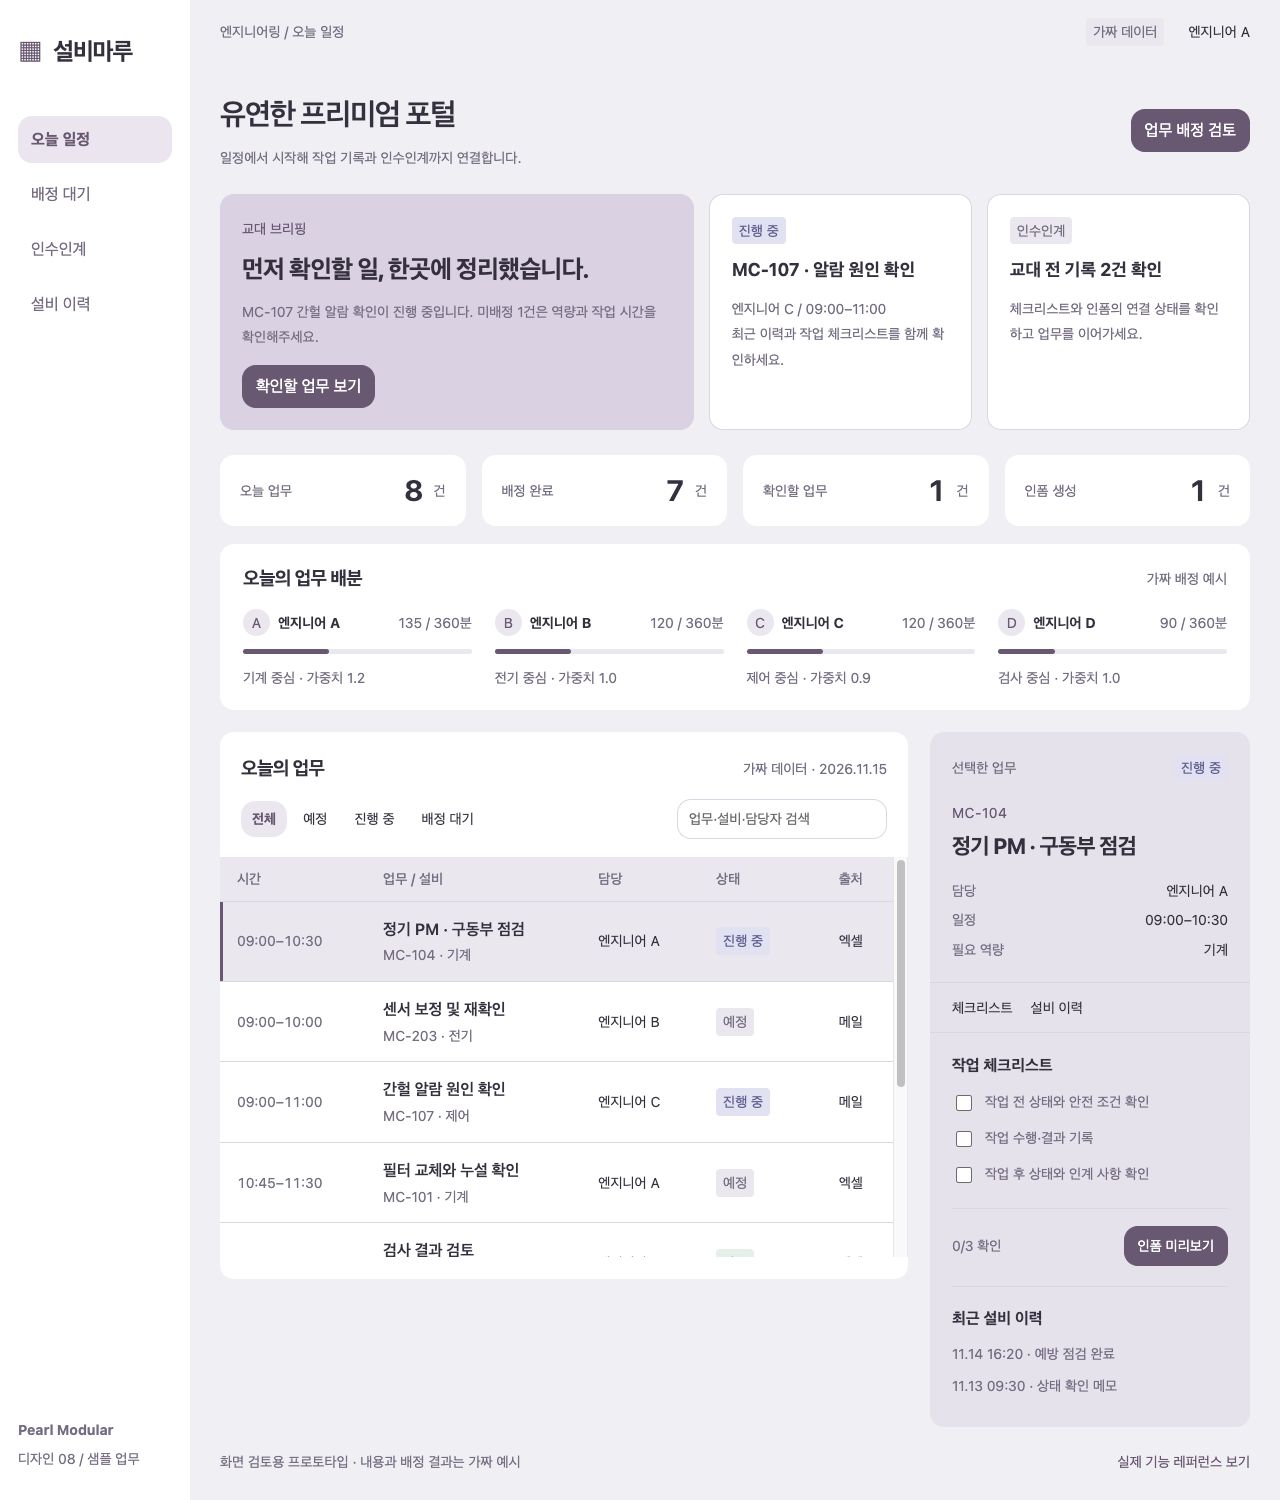 설비마루
오늘 일정
배정 대기
인수인계
설비 이력
Pearl Modular
디자인 08 / 샘플 업무
엔지니어링 / 오늘 일정
가짜 데이터
엔지니어 A
유연한 프리미엄 포털
일정에서 시작해 작업 기록과 인수인계까지 연결합니다.
업무 배정 검토
교대 브리핑
먼저 확인할 일, 한곳에 정리했습니다.
MC-107 간헐 알람 확인이 진행 중입니다. 미배정 1건은 역량과 작업 시간을
확인해주세요.
확인할 업무 보기
진행 중
MC-107 · 알람 원인 확인
엔지니어 C / 09:00–11:00
최근 이력과 작업 체크리스트를 함께 확
인하세요.
인수인계
교대 전 기록 2건 확인
체크리스트와 인폼의 연결 상태를 확인
하고 업무를 이어가세요.
오늘 업무 8 건
배정 완료 7 건
확인할 업무 1 건
인폼 생성 1 건
오늘의 업무 배분
가짜 배정 예시
A 엔지니어 A 135 / 360분
기계 중심 · 가중치 1.2
B 엔지니어 B 120 / 360분
전기 중심 · 가중치 1.0
C 엔지니어 C 120 / 360분
제어 중심 · 가중치 0.9
D 엔지니어 D 90 / 360분
검사 중심 · 가중치 1.0
오늘의 업무
가짜 데이터 · 2026.11.15
전체 예정 진행 중 배정 대기
업무·설비·담당자 검색
시간 업무 / 설비 담당 상태 출처
09:00–10:30 정기 PM · 구동부 점검 엔지니어 A 진행 중 엑셀
MC-104 · 기계
09:00–10:00 센서 보정 및 재확인 엔지니어 B 예정 메일
MC-203 · 전기
09:00–11:00 간헐 알람 원인 확인 엔지니어 C 진행 중 메일
MC-107 · 제어
10:45–11:30 필터 교체와 누설 확인 엔지니어 A 예정 엑셀
MC-101 · 기계
검사 결과 검토
선택한 업무
진행 중
MC-104
정기 PM · 구동부 점검
담당 엔지니어 A
일정 09:00–10:30
필요 역량 기계
체크리스트 설비 이력
작업 체크리스트
작업 전 상태와 안전 조건 확인
작업 수행·결과 기록
작업 후 상태와 인계 사항 확인
0/3 확인
인폼 미리보기
최근 설비 이력
11.14 16:20 · 예방 점검 완료
11.13 09:30 · 상태 확인 메모
화면 검토용 프로토타입 · 내용과 배정 결과는 가짜 예시
실제 기능 레퍼런스 보기